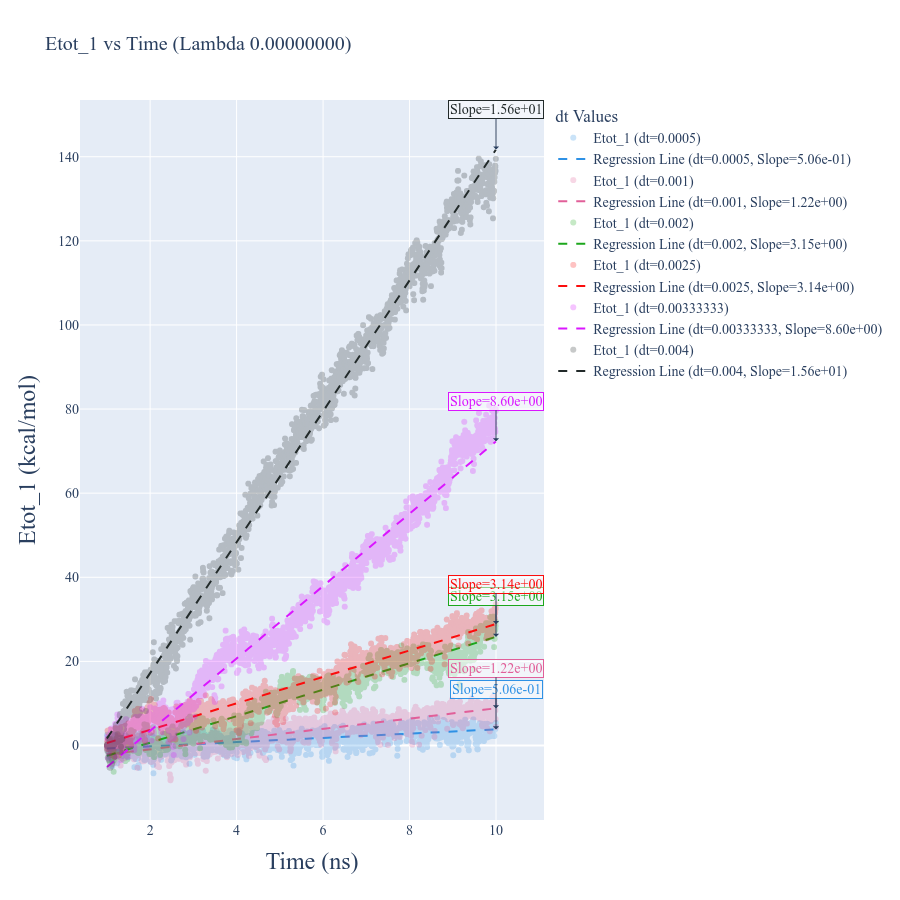 Etot_1 vs Time (Lambda 0.00000000)
Slope=1.56e+01
Slope=8.60e+00
Slope=3.14e+00
Slope=3.15e+00
Slope=1.22e+00
Slope=5.06e-01
140
120
100
80
60
40
20
0
2
4
6
8
10
Time (ns)
Etot_1 (kcal/mol)
dt Values
Etot_1 (dt=0.0005)
Regression Line (dt=0.0005, Slope=5.06e-01)
Etot_1 (dt=0.001)
Regression Line (dt=0.001, Slope=1.22e+00)
Etot_1 (dt=0.002)
Regression Line (dt=0.002, Slope=3.15e+00)
Etot_1 (dt=0.0025)
Regression Line (dt=0.0025, Slope=3.14e+00)
Etot_1 (dt=0.00333333)
Regression Line (dt=0.00333333, Slope=8.60e+00)
Etot_1 (dt=0.004)
Regression Line (dt=0.004, Slope=1.56e+01)